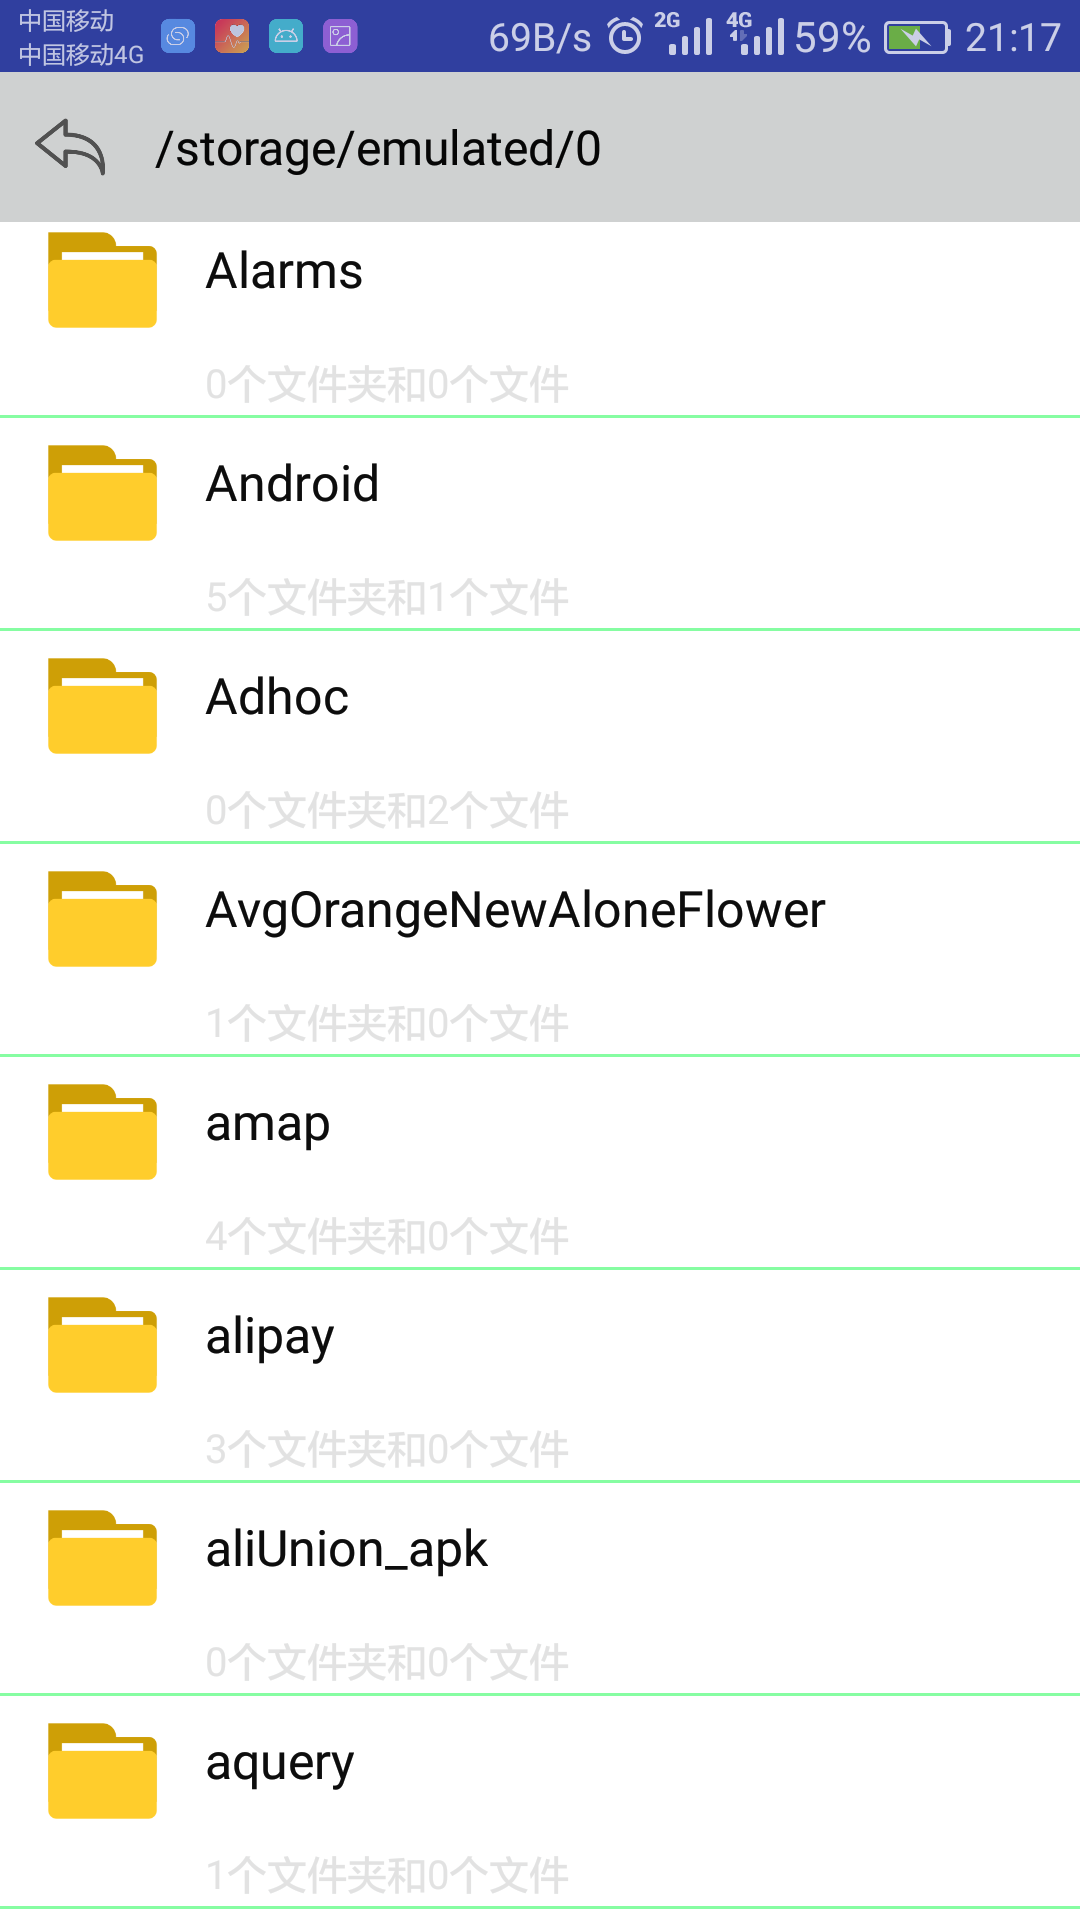 中国移动
中国移动4G
69B/s 2G 4G 59% 21:17
/storage/emulated/0
Alarms
0个文件夹和0个文件
Android
5个文件夹和1个文件
Adhoc
0个文件夹和2个文件
AvgOrangeNewAloneFlower
1个文件夹和0个文件
amap
4个文件夹和0个文件
alipay
3个文件夹和0个文件
aliUnion_apk
0个文件夹和0个文件
aquery
1个文件夹和0个文件